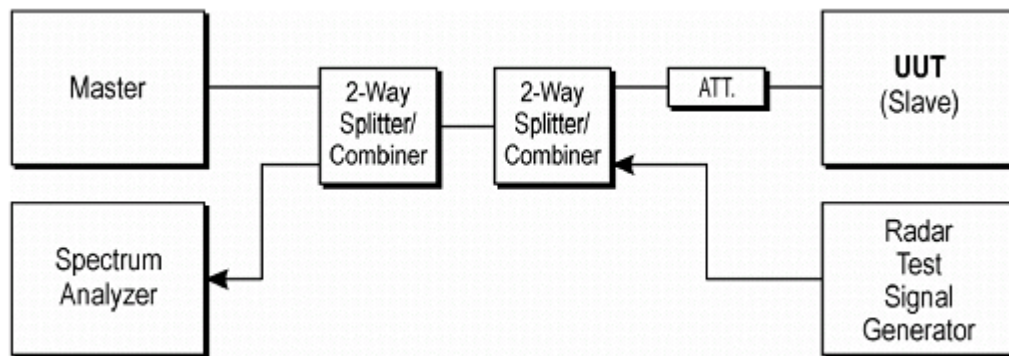 Master
2-Way
Splitter/
Combiner
2-Way
Splitter/
Combiner
ATT.
UUT
(Slave)
Spectrum
Analyzer
Radar
Test
Signal
Generator